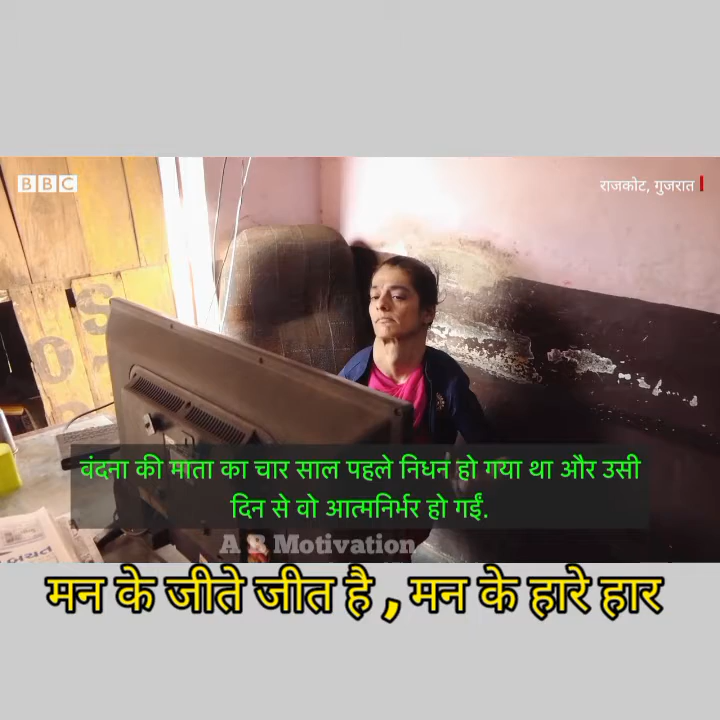 BBC
राजकोट, गुजरात
वंदना की माता का चार साल पहले निधन हो गया था और उसी
दिन से वो आत्मनिर्भर हो गईं.
A B Motivation
मन के जीते जीत है , मन के हारे हार